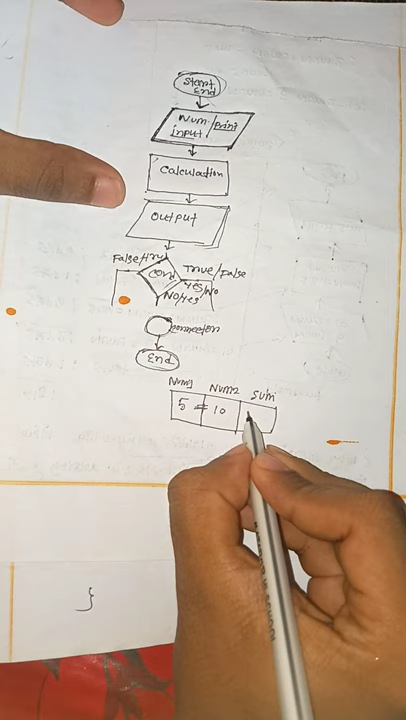 Start
End
Num/print
input
Calculation
Output
False/true
True/False
Cond
Yes/No
No/Yes
Connection
End
Num1 Num2 Sum
5 = 10
}